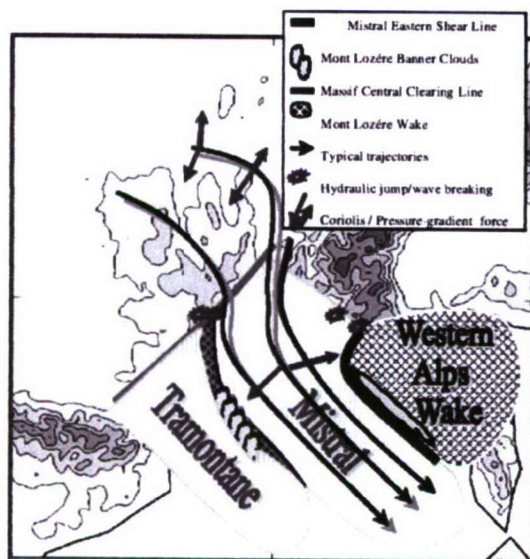 Mistral Eastern Shear Line
Mont Lozére Banner Clouds
Massif Central Clearing Line
Mont Lozére Wake
Typical trajectories
Hydraulic jump/wave breaking
Coriolis / Pressure-gradient force
Western
Alps
Wake
Mistral
Tramontane